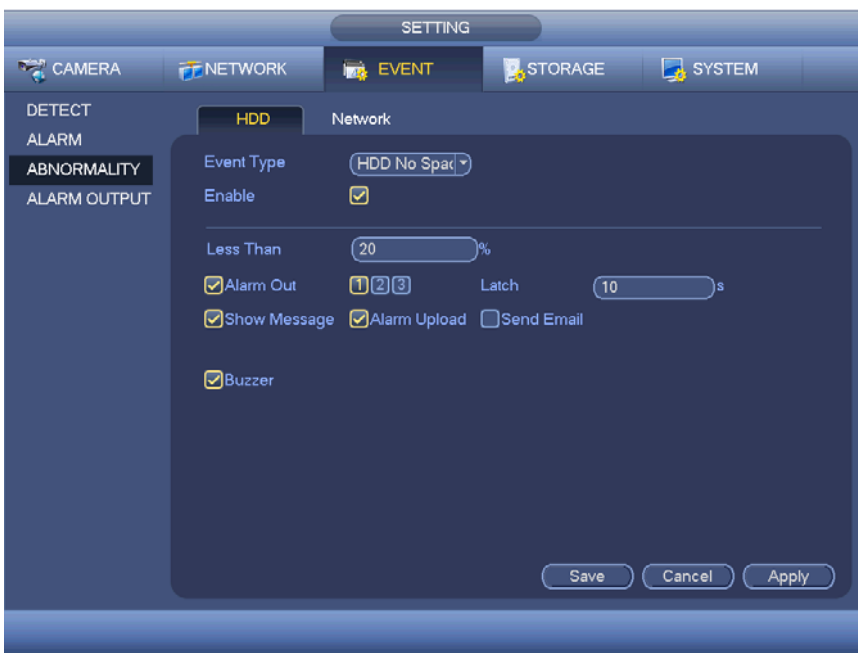 SETTING
CAMERA NETWORK EVENT STORAGE SYSTEM
DETECT
ALARM
ABNORMALITY
ALARM OUTPUT
HDD Network
Event Type HDD No Spac
Enable
Less Than 20 %
Alarm Out 1 2 3 Latch 10 s
Show Message Alarm Upload Send Email
Buzzer
Save Cancel Apply